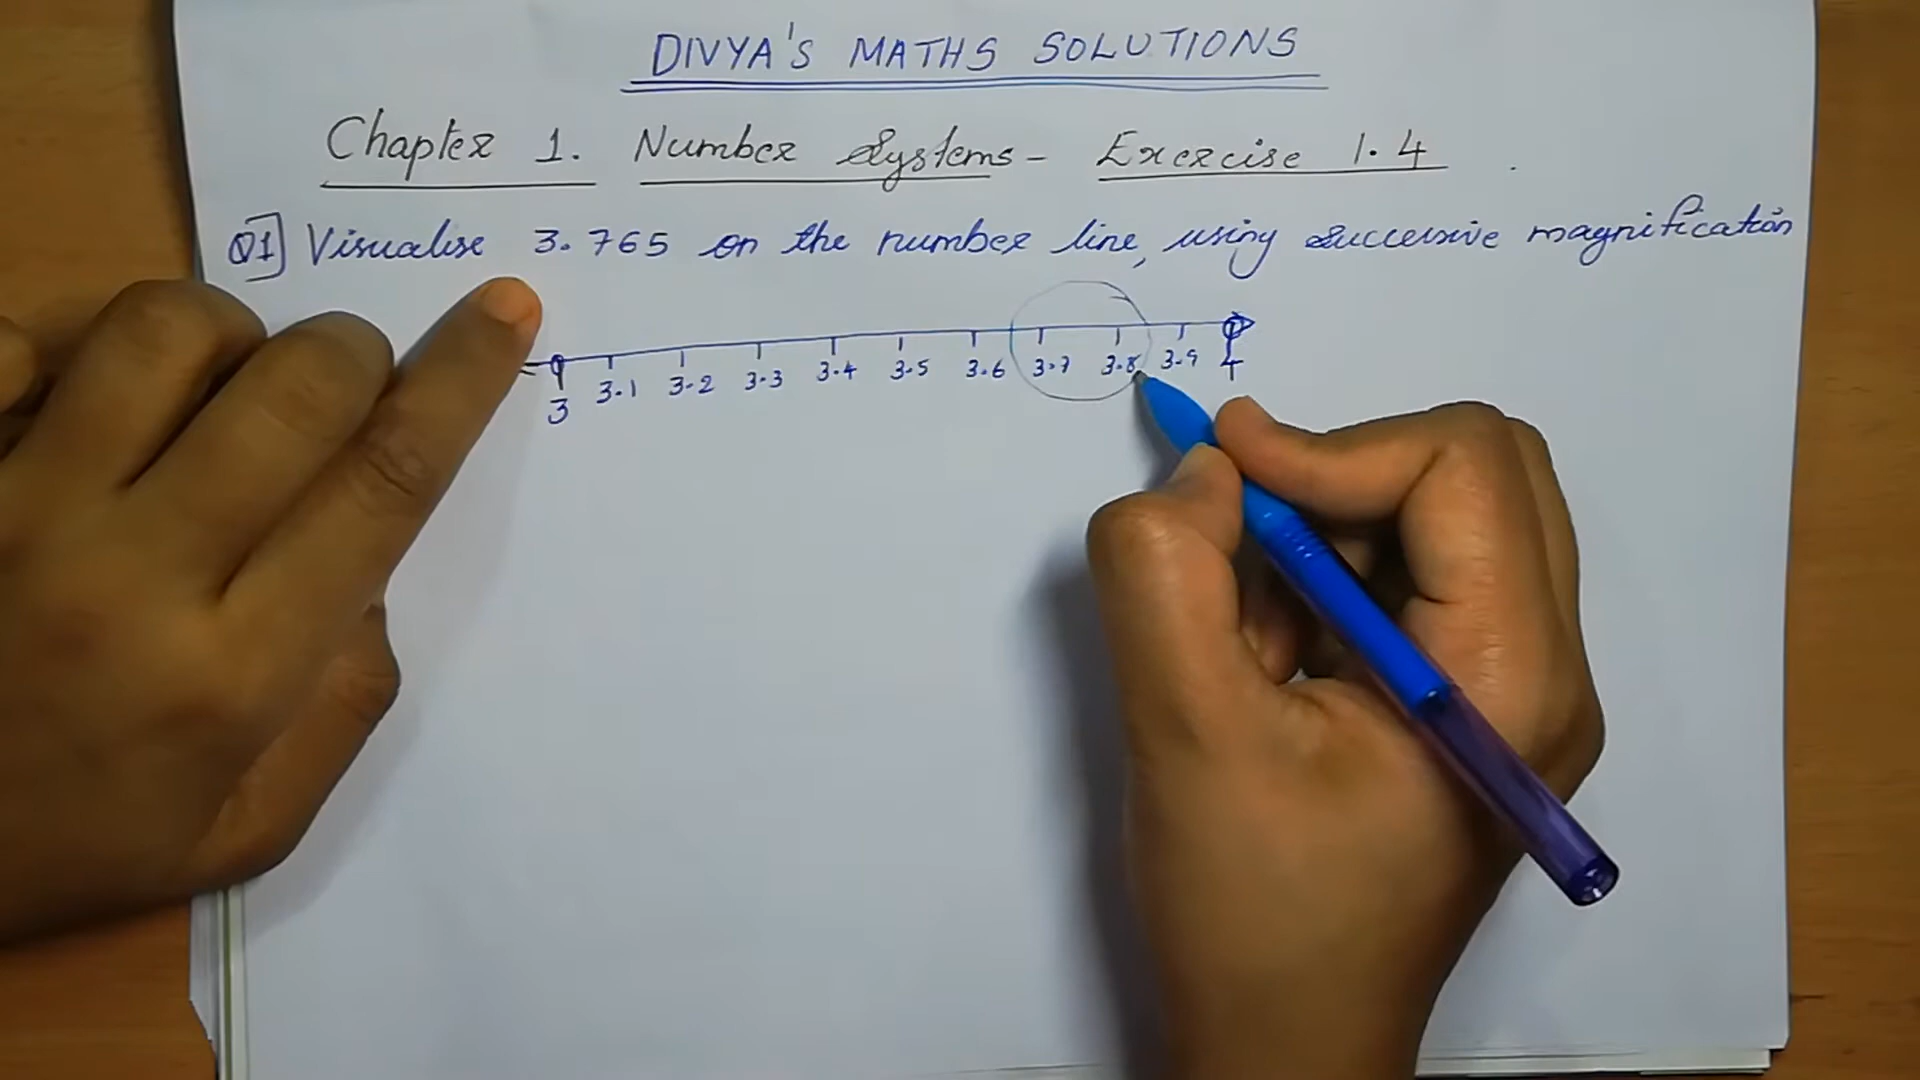 DIVYA'S MATHS SOLUTIONS
Chapter 1. Number Systems - Exercise 1.4
Q1] Visualise 3.765 on the number line, using successive magnification
3 3.1 3.2 3.3 3.4 3.5 3.6 3.7 3.8 3.9 4